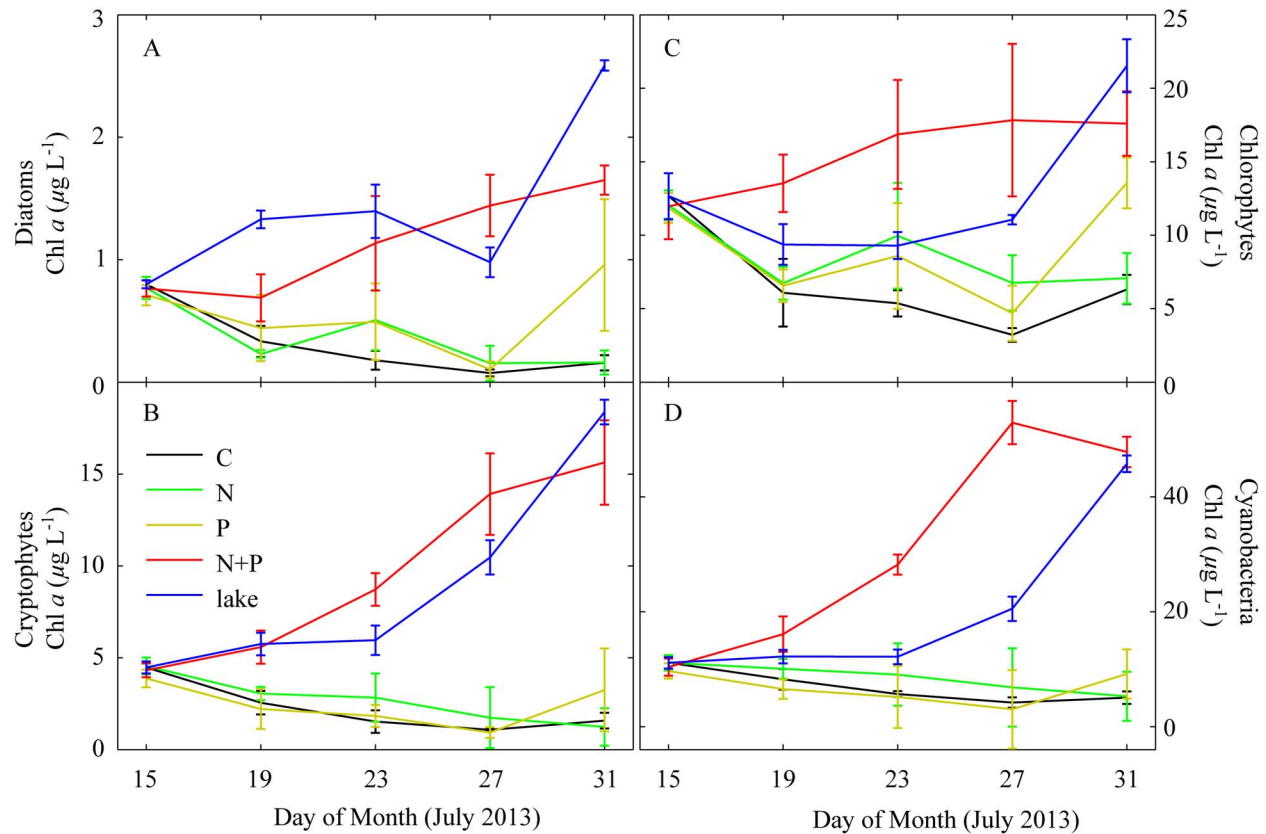 3
2
1
0
A
Diatoms
Chl a (µg L⁻¹)
C
25
20
15
10
5
0
Chlorophytes
Chl a (µg L⁻¹)
B
C
N
P
N+P
lake
15
10
5
0
Cryptophytes
Chl a (µg L⁻¹)
D
40
20
0
Cyanobacteria
Chl a (µg L⁻¹)
15 19 23 27 31
Day of Month (July 2013)
15 19 23 27 31
Day of Month (July 2013)